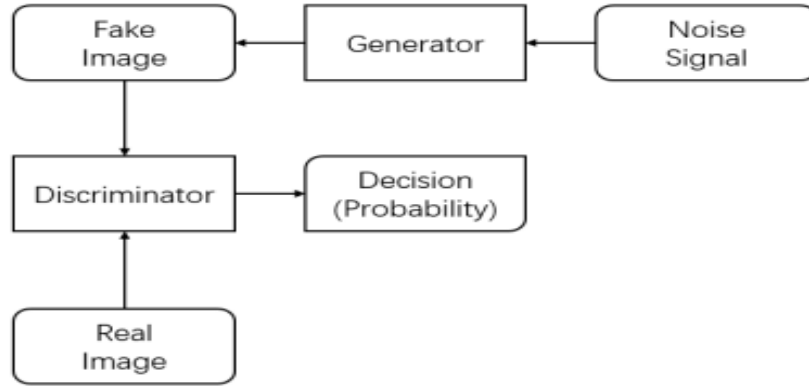 Fake
Image
Generator
Noise
Signal
Discriminator
Decision
(Probability)
Real
Image